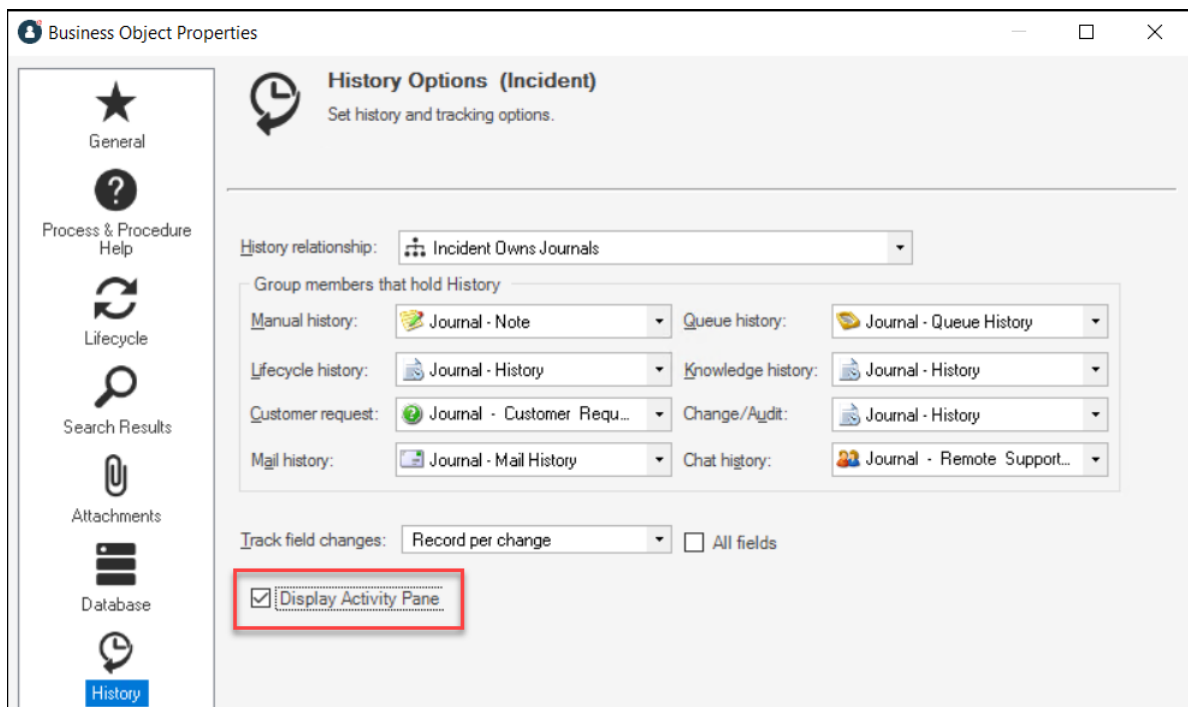 Business Object Properties
General
Process & Procedure
Help
Lifecycle
Search Results
Attachments
Database
History
History Options (Incident)
Set history and tracking options.
History relationship: Incident Owns Journals
Group members that hold History
Manual history: Journal - Note Queue history: Journal - Queue History
Lifecycle history: Journal - History Knowledge history: Journal - History
Customer request: Journal - Customer Requ... Change/Audit: Journal - History
Mail history: Journal - Mail History Chat history: Journal - Remote Support...
Track field changes: Record per change All fields
Display Activity Pane